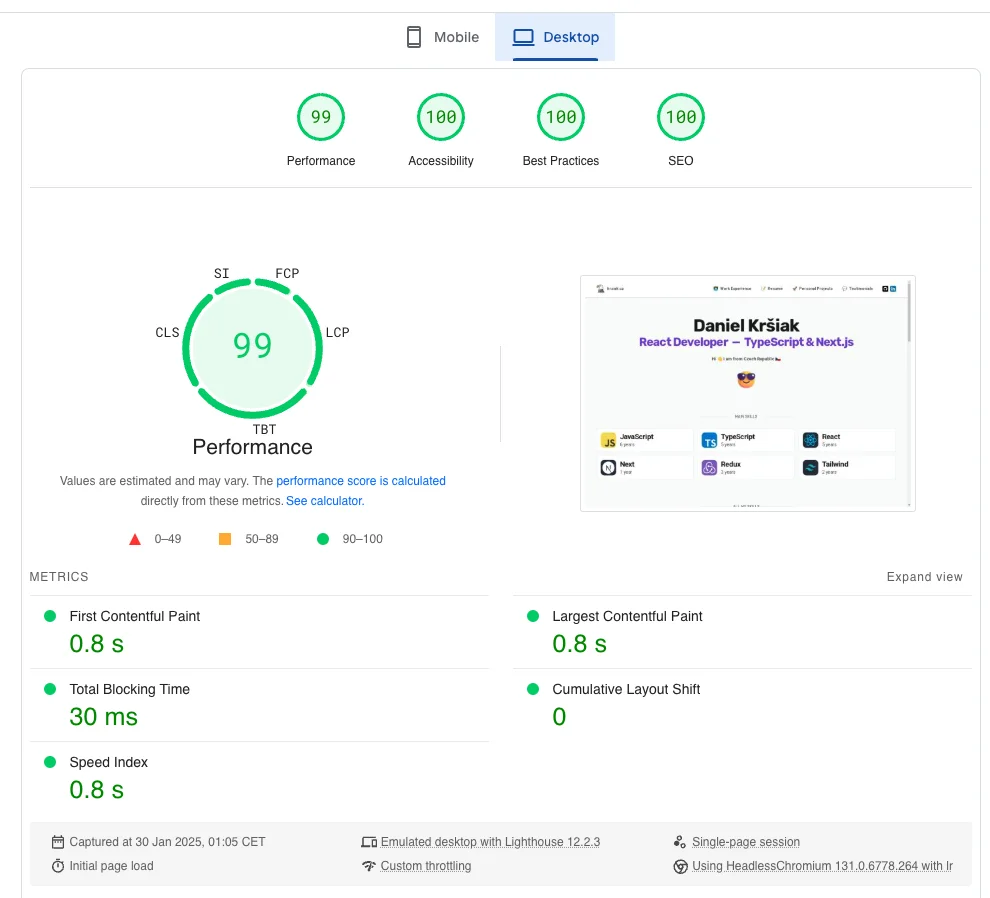 Mobile
Desktop
99
100
100
100
Performance
Accessibility
Best Practices
SEO
SI
FCP
CLS
LCP
99
TBT
Performance
Values are estimated and may vary. The performance score is calculated
directly from these metrics. See calculator.
0–49
50–89
90–100
Work Experience
Personal Projects
Testimonials
Daniel Kršiak
React Developer — TypeScript & Next.js
Hi I am from Czech Republic
MAIN SKILLS
JS
JavaScript
6 years
TS
TypeScript
5 years
React
5 years
N
Next
1 year
Redux
2 years
Tailwind
2 years
METRICS
Expand view
First Contentful Paint
0.8 s
Largest Contentful Paint
0.8 s
Total Blocking Time
30 ms
Cumulative Layout Shift
0
Speed Index
0.8 s
Captured at 30 Jan 2025, 01:05 CET
Emulated desktop with Lighthouse 12.2.3
Single-page session
Initial page load
Custom throttling
Using HeadlessChromium 131.0.6778.264 with lr